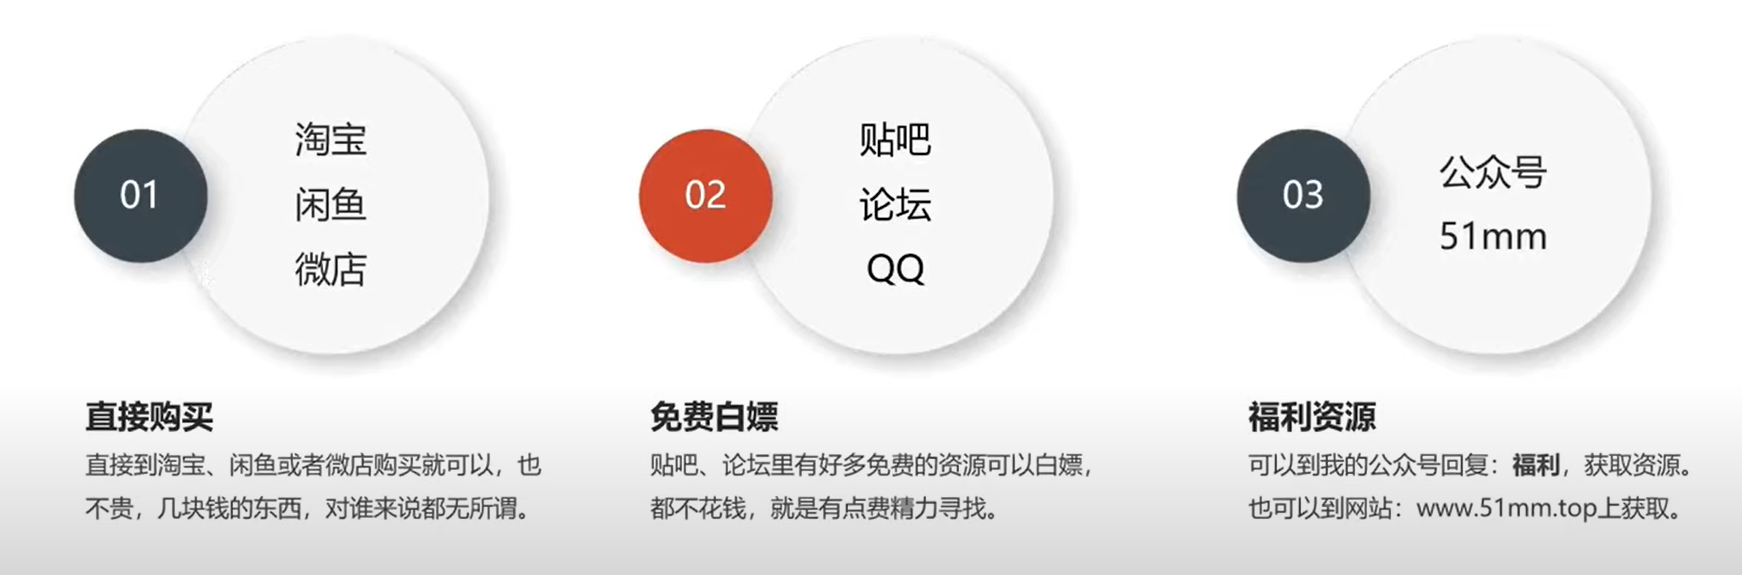 01
淘宝
闲鱼
微店
直接购买
直接到淘宝、闲鱼或者微店购买就可以，也
不贵，几块钱的东西，对谁来说都无所谓。
02
贴吧
论坛
QQ
免费白嫖
贴吧、论坛里有好多免费的资源可以白嫖，
都不花钱，就是有点费精力寻找。
03
公众号
51mm
福利资源
可以到我的公众号回复：福利，获取资源。
也可以到网站：www.51mm.top上获取。